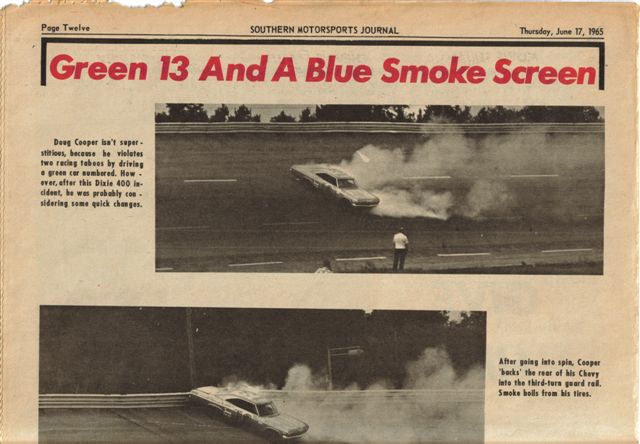 Page Twelve SOUTHERN MOTORSPORTS JOURNAL Thursday, June 17, 1965
Green 13 And A Blue Smoke Screen
Doug Cooper isn't super -
stitious, because he violates
two racing taboos by driving
a green car numbered. How -
over, after this Dixie 400 in-
cident, he was probably con -
sidering some quick changes.
After going into spin, Cooper
'backs' the rear of his Chevy
into the third-turn guard rail.
Smoke boils from his tires.